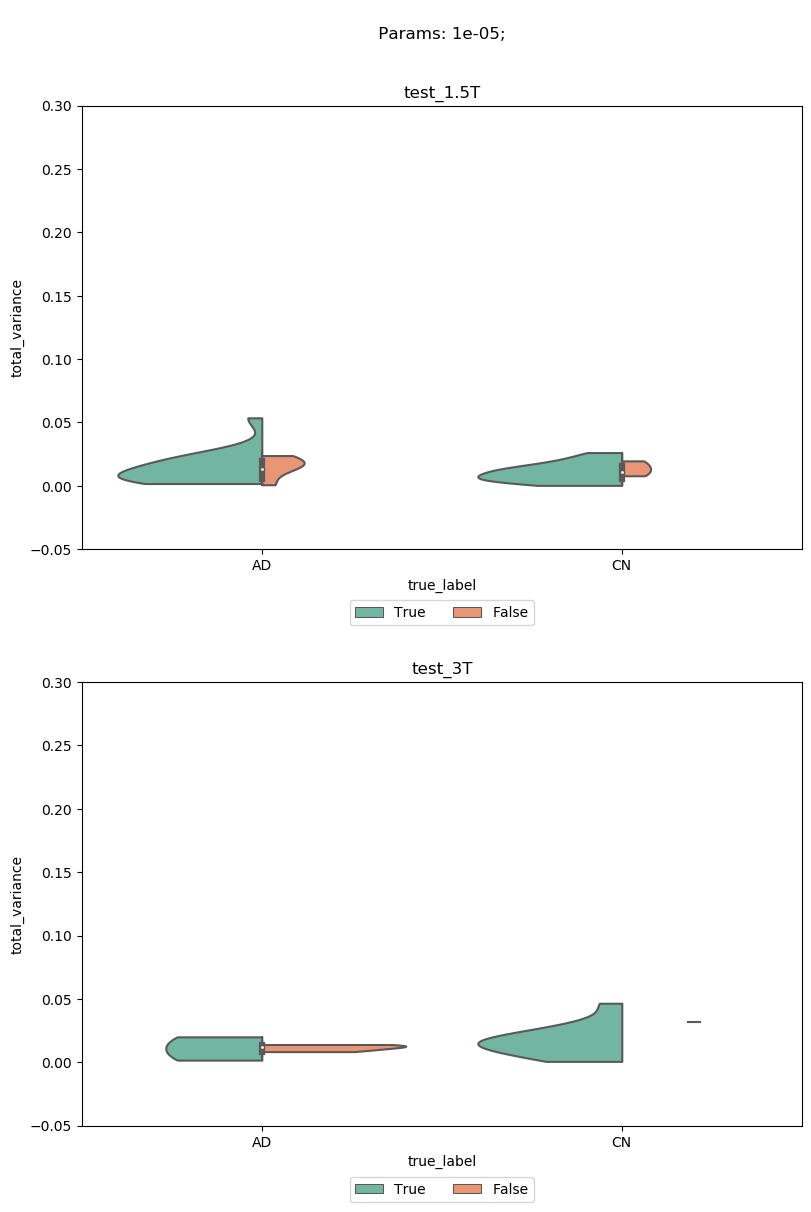 Params: 1e-05;
test_1.5T
0.30
0.25
0.20
0.15
0.10
0.05
0.00
−0.05
total_variance
AD CN
true_label
True False
test_3T
0.30
0.25
0.20
0.15
0.10
0.05
0.00
−0.05
total_variance
AD CN
true_label
True False